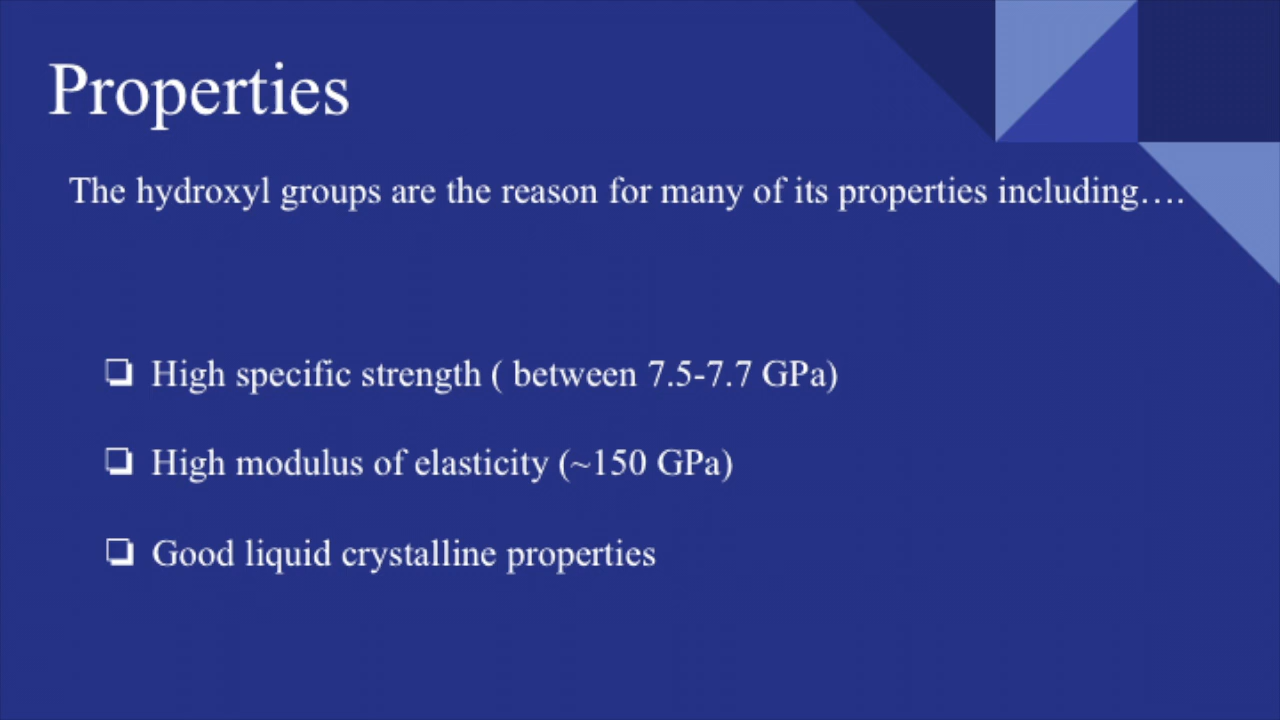 Properties
The hydroxyl groups are the reason for many of its properties including….
❏ High specific strength ( between 7.5-7.7 GPa)
❏ High modulus of elasticity (~150 GPa)
❏ Good liquid crystalline properties